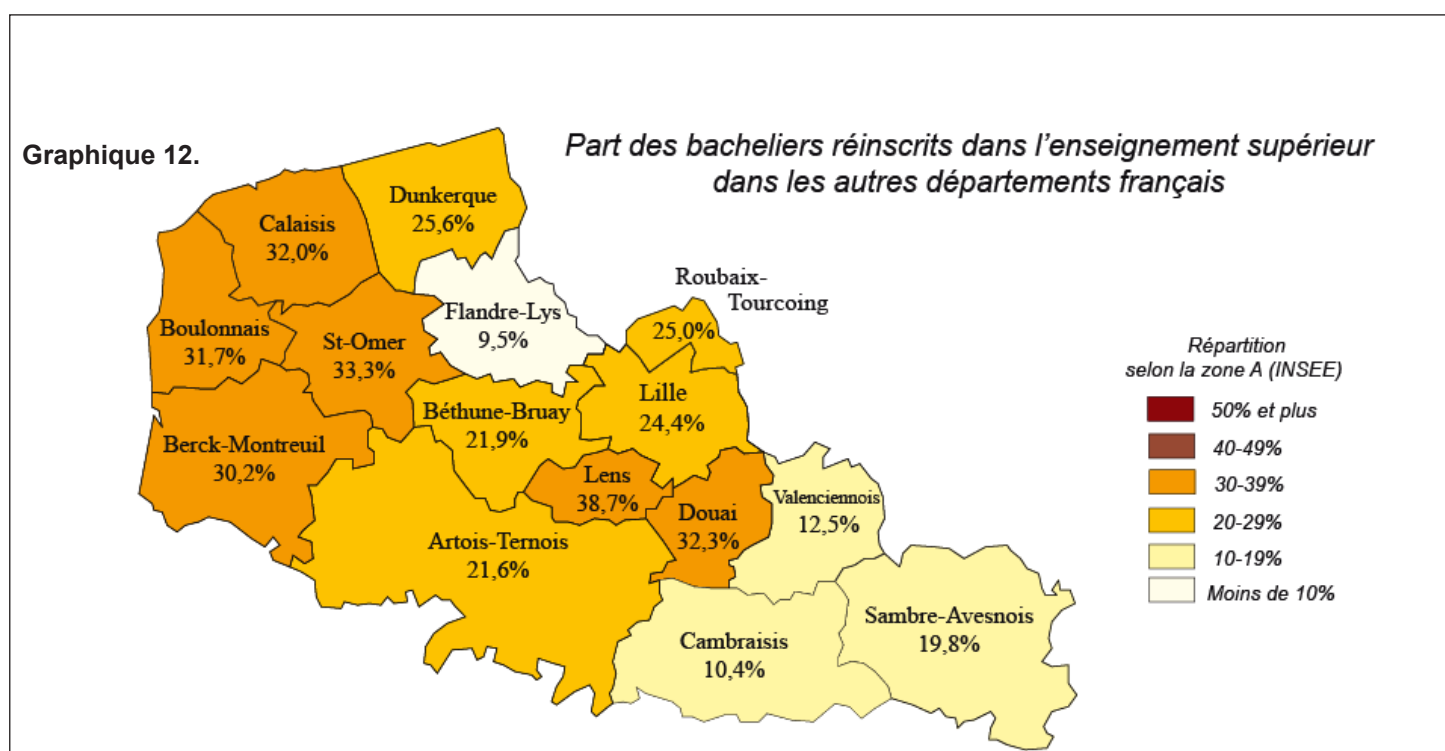 Graphique 12.
Part des bacheliers réinscrits dans l'enseignement supérieur
dans les autres départements français
Dunkerque
25,6%
Calaisis
32,0%
Flandre-Lys
9,5%
Roubaix-
Tourcoing
25,0%
Boulonnais
31,7%
St-Omer
33,3%
Béthune-Bruay
21,9%
Lille
24,4%
Berck-Montreuil
30,2%
Lens
38,7%
Douai
32,3%
Valenciennois
12,5%
Artois-Ternois
21,6%
Cambraisis
10,4%
Sambre-Avesnois
19,8%
Répartition
selon la zone A (INSEE)
50% et plus
40-49%
30-39%
20-29%
10-19%
Moins de 10%